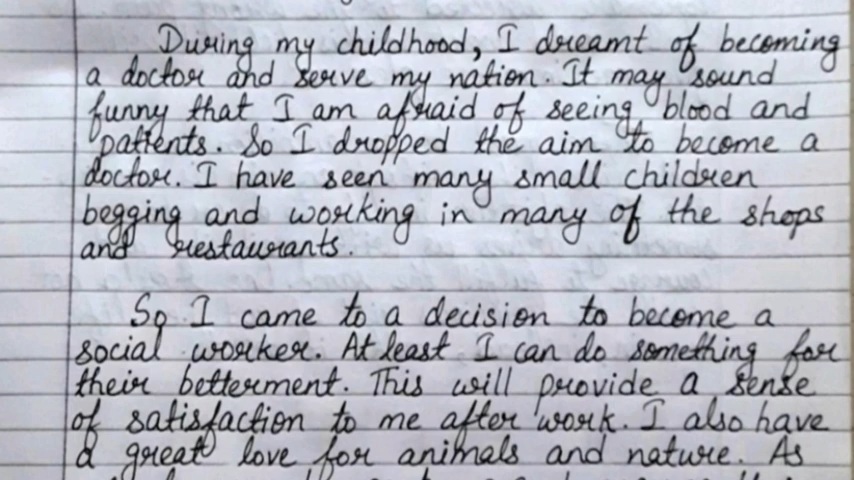 During my childhood, I dreamt of becoming
a doctor and serve my nation. It may sound
funny that I am afraid of seeing blood and
patients. So I dropped the aim to become a
doctor. I have seen many small children
begging and working in many of the shops
and restaurants.
So I came to a decision to become a
social worker. At least I can do something for
their betterment. This will provide a sense
of satisfaction to me after work. I also have
a great love for animals and nature. As